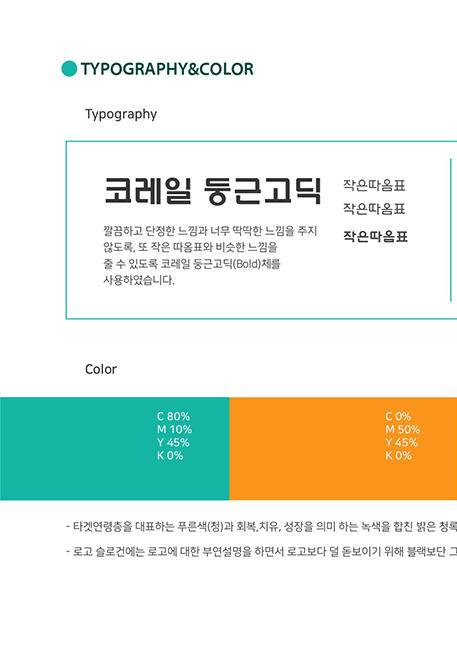 TYPOGRAPHY&COLOR
Typography
코레일 둥근고딕
깔끔하고 단정한 느낌과 너무 딱딱한 느낌을 주지
않도록, 또 작은 따옴표와 비슷한 느낌을
줄 수 있도록 코레일 둥근고딕(Bold)체를
사용하였습니다.
작은따옴표
작은따옴표
작은따옴표
Color
C 80%
M 10%
Y 45%
K 0%
C 0%
M 50%
Y 45%
K 0%
- 타겟연령층을 대표하는 푸른색(청)과 회복,치유, 성장을 의미 하는 녹색을 합친 밝은 청록
- 로고 슬로건에는 로고에 대한 부연설명을 하면서 로고보다 덜 돋보이기 위해 블랙보단 그